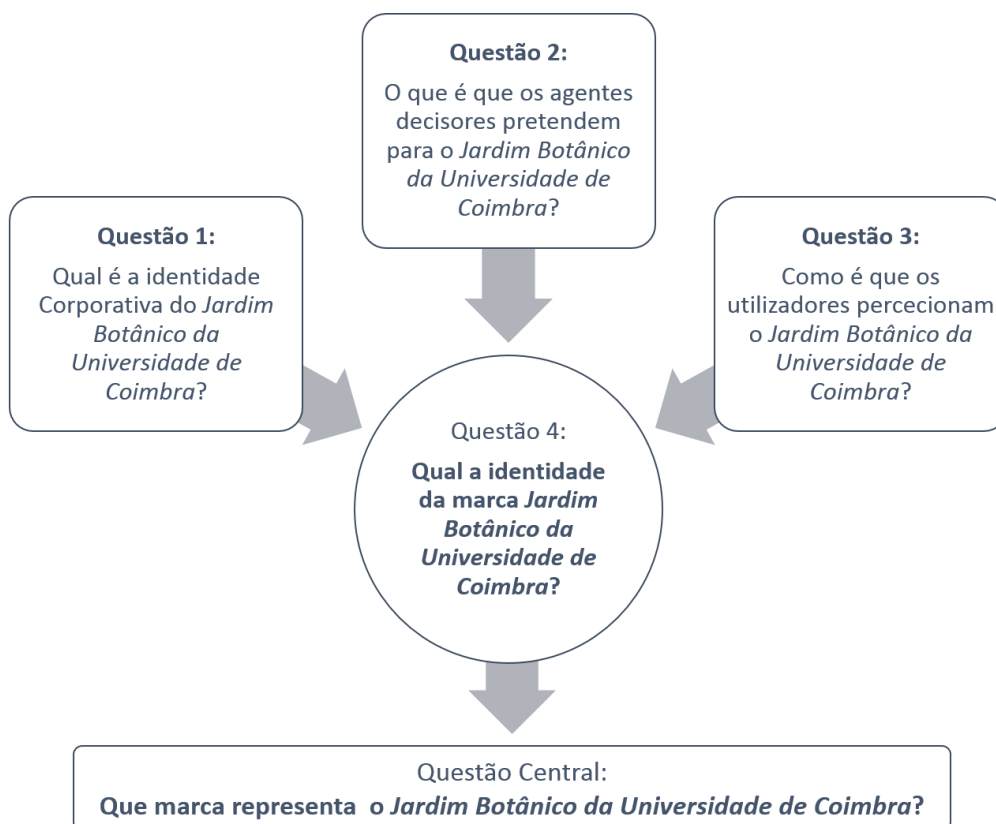 Questão 1:
Qual é a identidade
Corporativa do Jardim
Botânico da
Universidade de
Coimbra?
Questão 2:
O que é que os agentes
decisores pretendem
para o Jardim Botânico
da Universidade de
Coimbra?
Questão 3:
Como é que os
utilizadores percecionam
o Jardim Botânico da
Universidade de
Coimbra?
Questão 4:
Qual a identidade
da marca Jardim
Botânico da
Universidade de
Coimbra?
Questão Central:
Que marca representa o Jardim Botânico da Universidade de Coimbra?